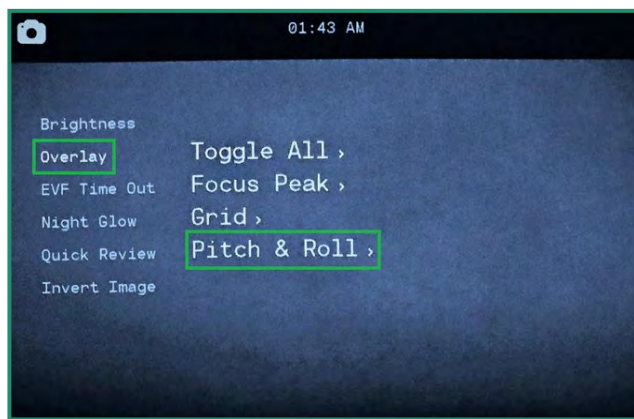 01:43 AM
Brightness
Overlay
EVF Time Out
Night Glow
Quick Review
Invert Image
Toggle All ›
Focus Peak ›
Grid ›
Pitch & Roll ›